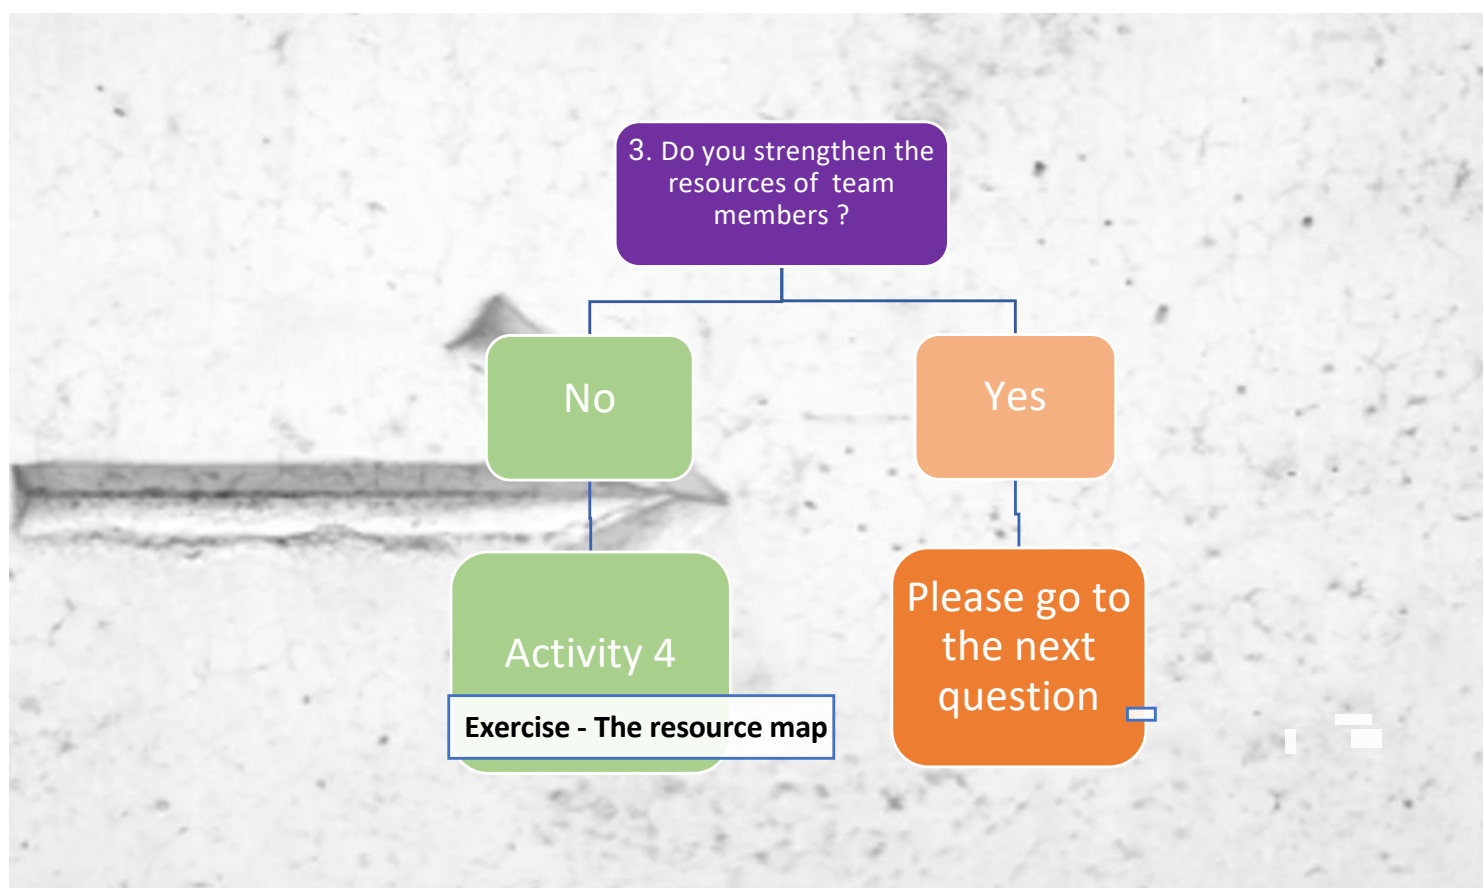 3. Do you strengthen the
resources of  team
members ?
No
Yes
Activity 4
Exercise - The resource map
Please go to
the next
question